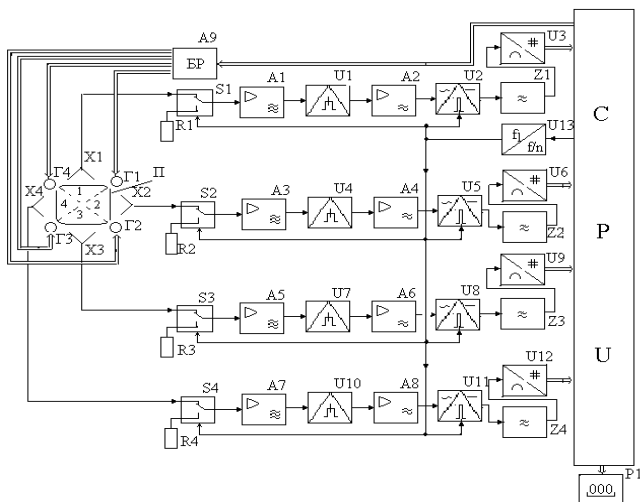 A9
БР
U3
#
S1
A1
U1
A2
U2
Z1
≈
R1
U13
f1
f/n
C
X1
Г4
Г1
П
X4
X2
1
4
2
3
Г3
Г2
X3
S2
A3
U4
A4
U5
U6
#
Z2
≈
R2
P
U9
#
S3
A5
U7
A6
U8
Z3
≈
R3
U
U12
#
S4
A7
U10
A8
U11
Z4
≈
R4
P1
000